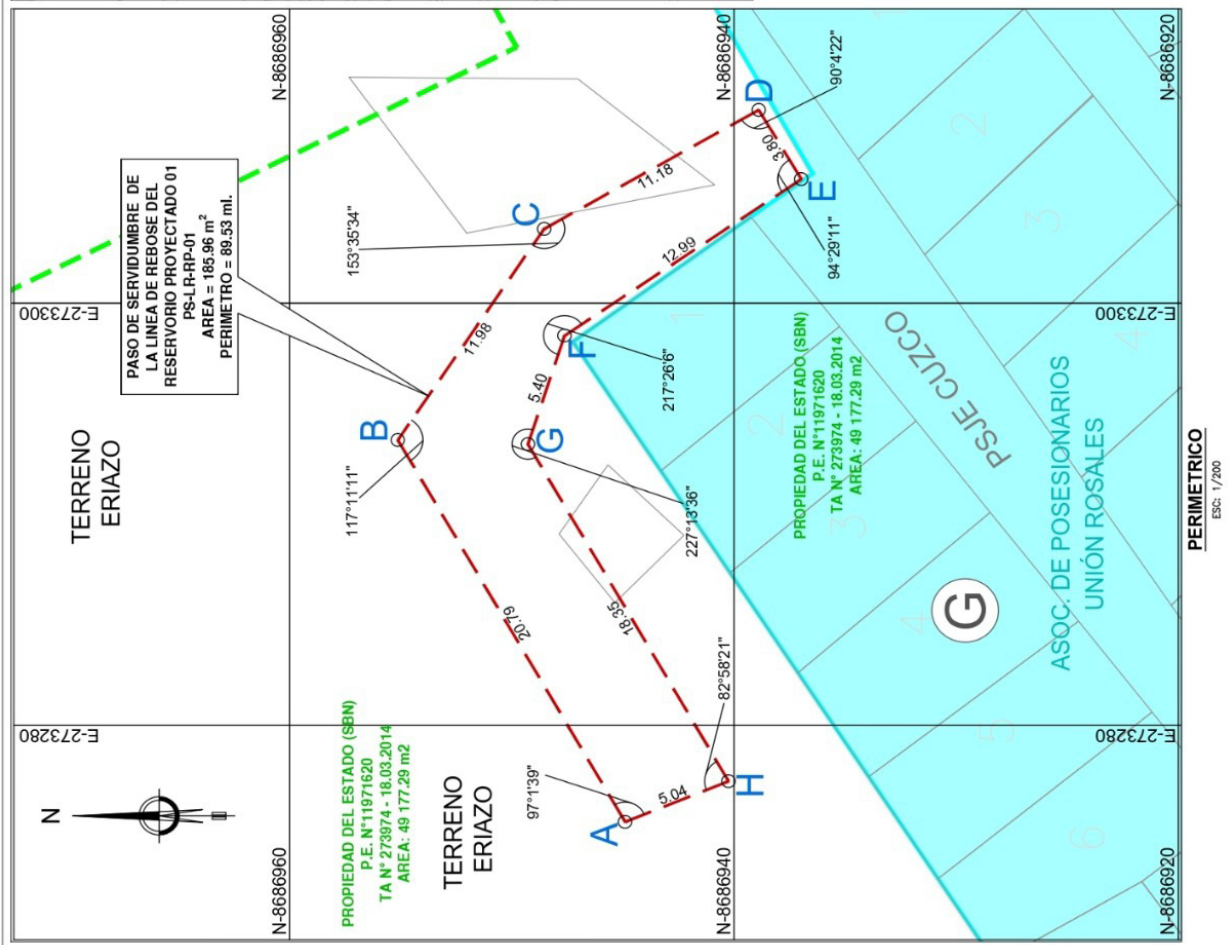 N-8686960
N-8686940
N-8686920
PASO DE SERVIDUMBRE DE
LA LINEA DE REBOSE DEL
RESERVORIO PROYECTADO 01
PS-LR-RP-01
AREA = 185.96 m²
PERIMETRO = 89.53 ml.
D
90°4'22"
2
3.80
11.18
E
C
153°35'34"
94°29'11"
3
12.99
E-273300
E-273300
1
4
PSJE CUZCO
F
217°26'6"
11.98
5.40
B
G
117°11'11"
227°13'36"
2
TERRENO
ERIAZO
PROPIEDAD DEL ESTADO (SBN)
P.E. N°11971620
TA N° 273974 - 18.03.2014
AREA: 49 177.29 m2
3
ASOC. DE POSESIONARIOS
UNIÓN ROSALES
G
4
20.79
18.35
82°58'21"
E-273280
E-273280
5
N
PROPIEDAD DEL ESTADO (SBN)
P.E. N°11971620
TA N° 273974 - 18.03.2014
AREA: 49 177.29 m2
TERRENO
ERIAZO
97°1'39"
5.04
A
H
6
N-8686960
N-8686940
N-8686920
PERIMETRICO
ESC: 1/200